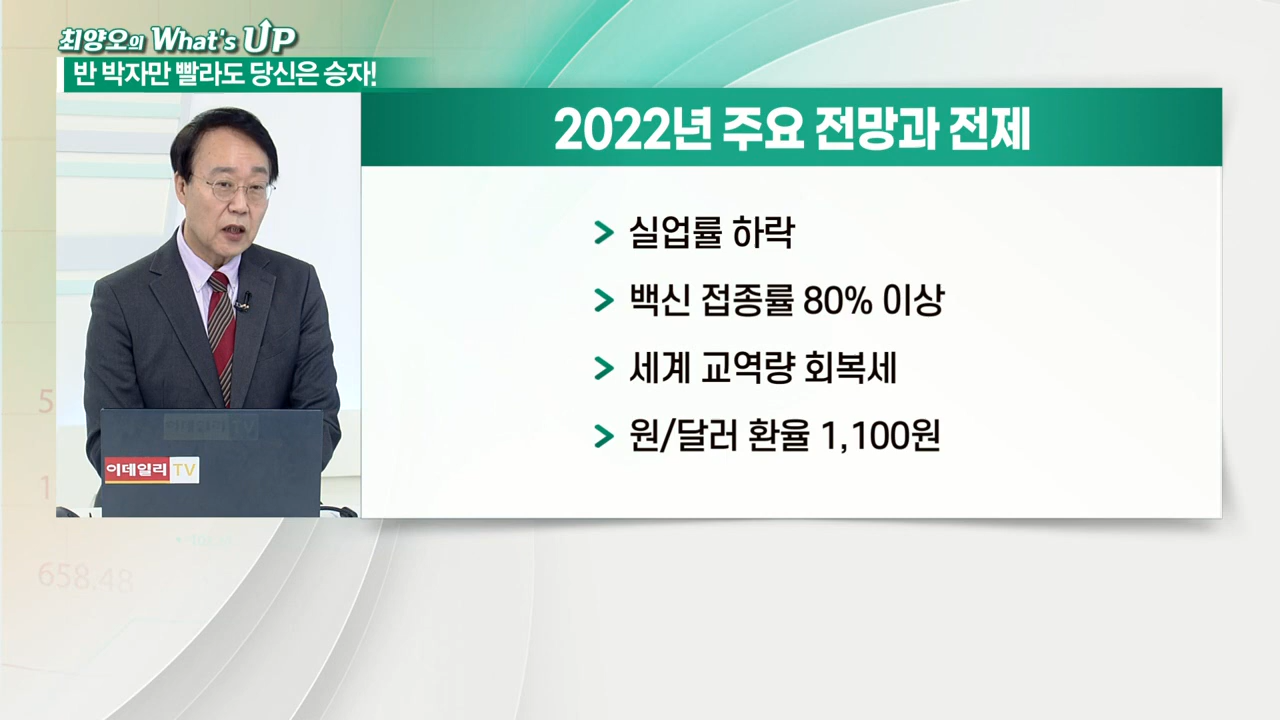 최양오의 What's UP
반 박자만 빨라도 당신은 승자!
2022년 주요 전망과 전제
> 실업률 하락
> 백신 접종률 80% 이상
> 세계 교역량 회복세
> 원/달러 환율 1,100원
이데일리 TV
658.48